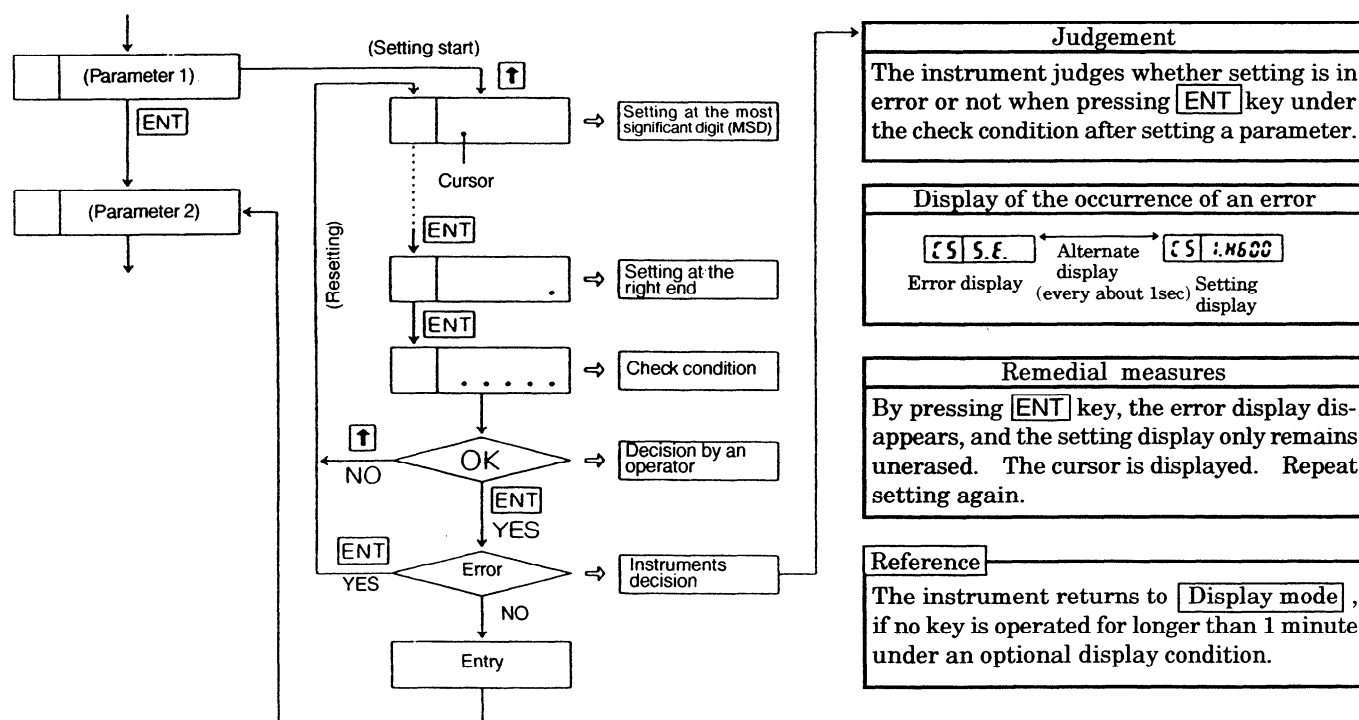 (Parameter 1)
ENT
(Parameter 2)
(Setting start)
↑
Setting at the most
significant digit (MSD)
Cursor
ENT
(Resetting)
Setting at the
right end
ENT
Check condition
↑
NO
OK
Decision by an
operator
ENT
YES
ENT
YES
Error
Instruments
decision
NO
Entry
Judgement
The instrument judges whether setting is in
error or not when pressing ENT key under
the check condition after setting a parameter.
Display of the occurrence of an error
CS S.E.
Alternate
display
(every about 1sec)
CS
Error display
Setting
display
Remedial measures
By pressing ENT key, the error display dis-
appears, and the setting display only remains
unerased. The cursor is displayed. Repeat
setting again.
Reference
The instrument returns to Display mode ,
if no key is operated for longer than 1 minute
under an optional display condition.